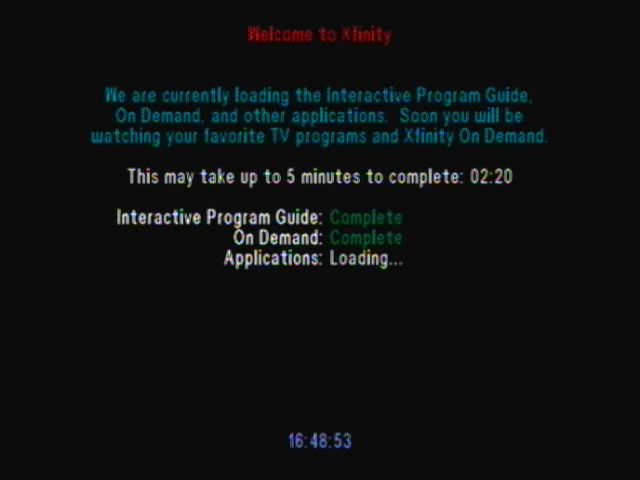 Welcome to Xfinity
We are currently loading the Interactive Program Guide,
On Demand, and other applications. Soon you will be
watching your favorite TV programs and Xfinity On Demand.
This may take up to 5 minutes to complete: 02:20
Interactive Program Guide: Complete
On Demand: Complete
Applications: Loading...
16:48:53